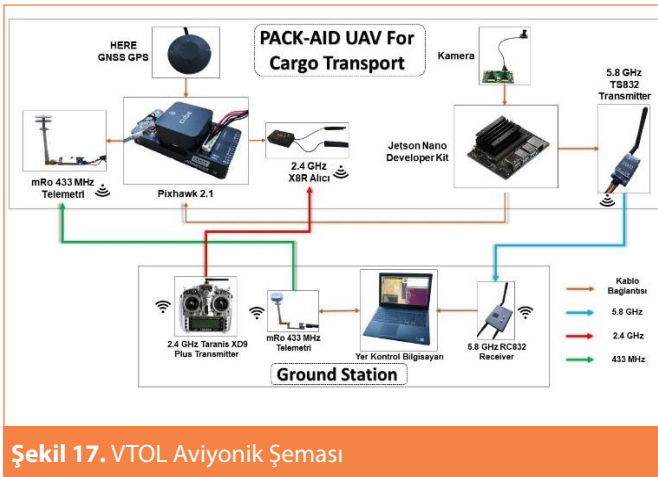 HERE
GNSS GPS
PACK-AID UAV For
Cargo Transport
Kamera
5.8 GHz
TS832
Transmitter
mRo 433 MHz
Telemetri
Pixhawk 2.1
2.4 GHz
X8R Alıcı
Jetson Nano
Developer Kit
2.4 GHz Taranis XD9
Plus Transmitter
mRo 433 MHz
Telemetri
Yer Kontrol Bilgisayarı
5.8 GHz RC832
Receiver
Ground Station
Kablo
Bağlantısı
5.8 GHz
2.4 GHz
433 MHz
Şekil 17. VTOL Aviyonik Şeması